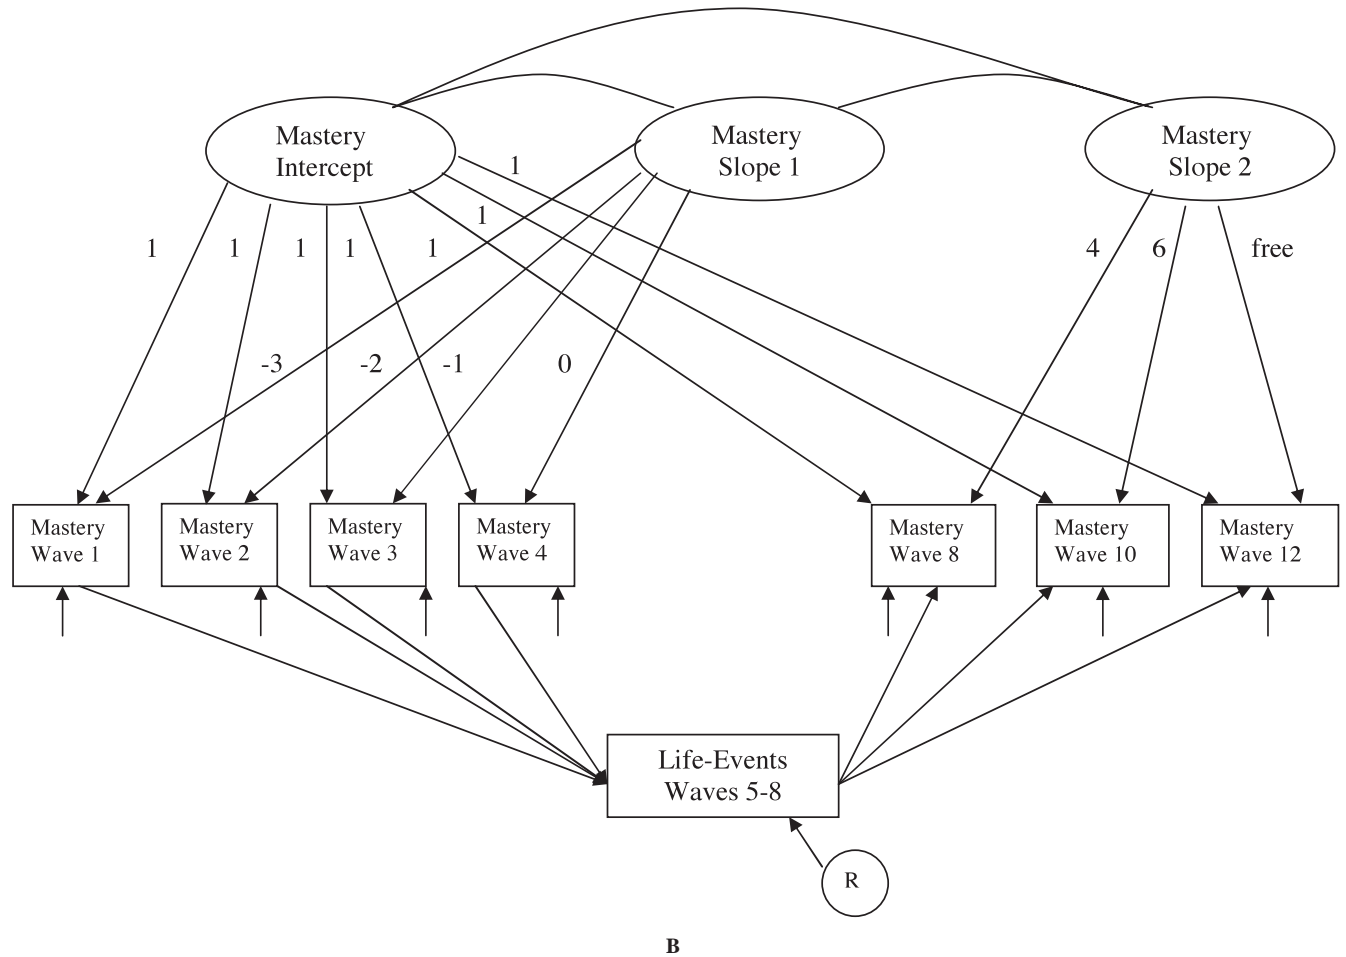 Mastery
Intercept
Mastery
Slope 1
Mastery
Slope 2
1
1
1
1
1
1
1
4
6
free
-3
-2
-1
0
Mastery
Wave 1
Mastery
Wave 2
Mastery
Wave 3
Mastery
Wave 4
Mastery
Wave 8
Mastery
Wave 10
Mastery
Wave 12
Life-Events
Waves 5-8
R
B